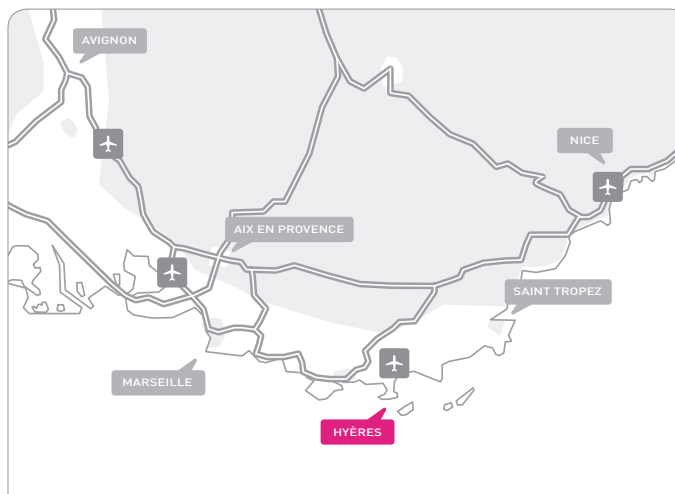 AVIGNON
NICE
AIX EN PROVENCE
SAINT TROPEZ
MARSEILLE
HYÈRES